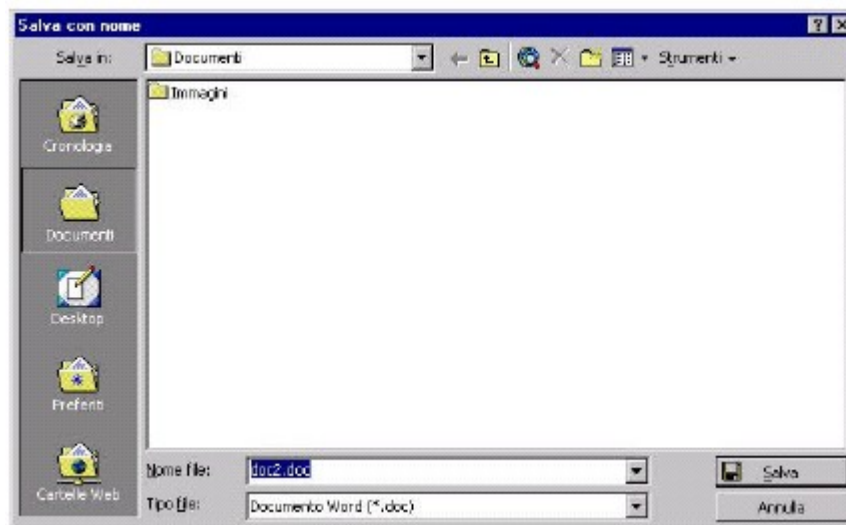 Salva con nome
Salva in:
Documenti
Strumenti
Immagini
Cronologia
Documenti
Desktop
Preferiti
Cartelle Web
Nome file:
doc2.doc
Salva
Tipo file:
Documento Word (*.doc)
Annulla